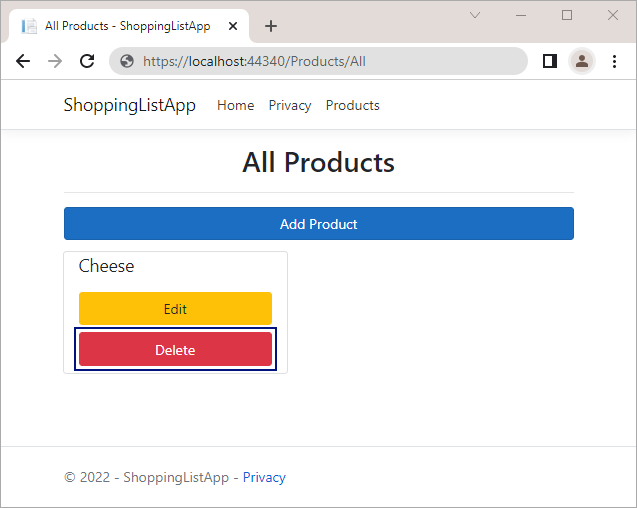 All Products - ShoppingListApp
https://localhost:44340/Products/All
ShoppingListApp Home Privacy Products
All Products
Add Product
Cheese
Edit
Delete
© 2022 - ShoppingListApp - Privacy